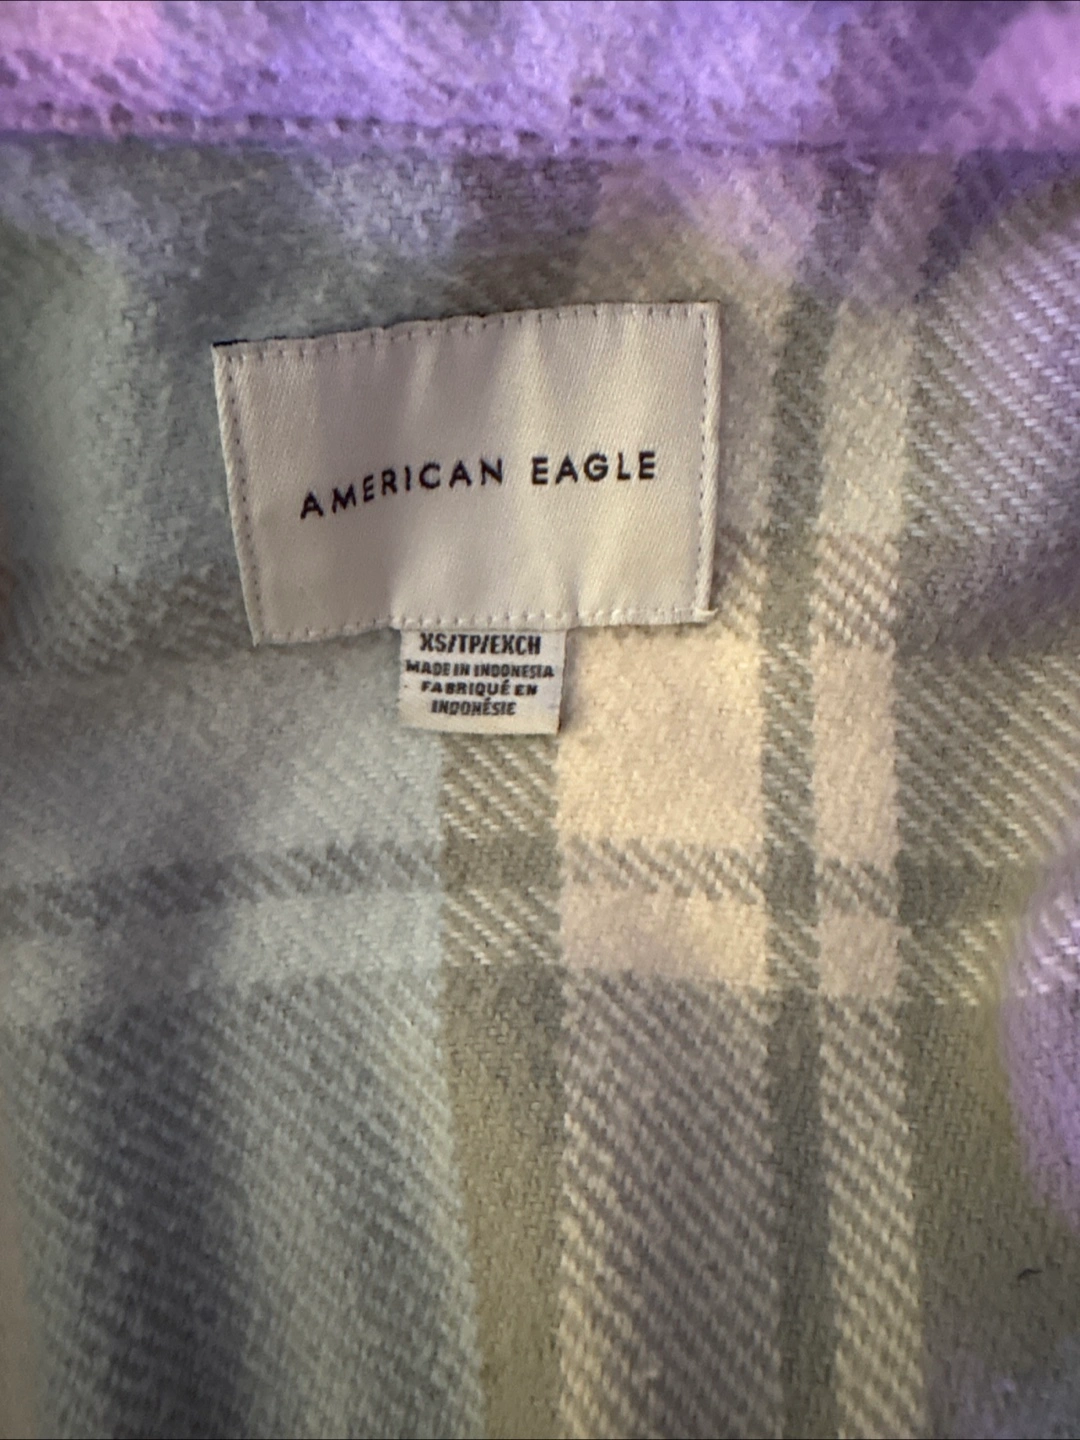 AMERICAN EAGLE
XS/TP/EXCH
MADE IN INDONESIA
FABRIQUÉ EN
INDONÉSIE